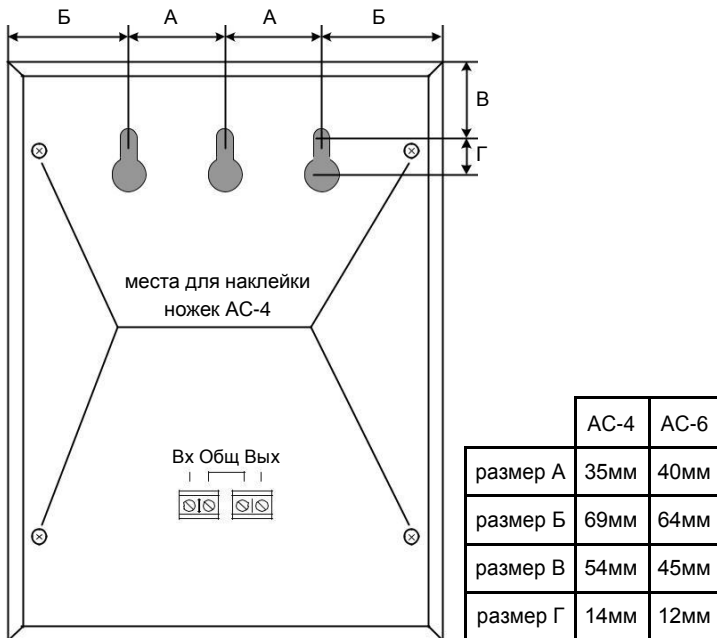 Б А А Б
В
Г
места для наклейки
ножек АС-4
Вх Общ Вых
АС-4 АС-6
размер А 35мм 40мм
размер Б 69мм 64мм
размер В 54мм 45мм
размер Г 14мм 12мм